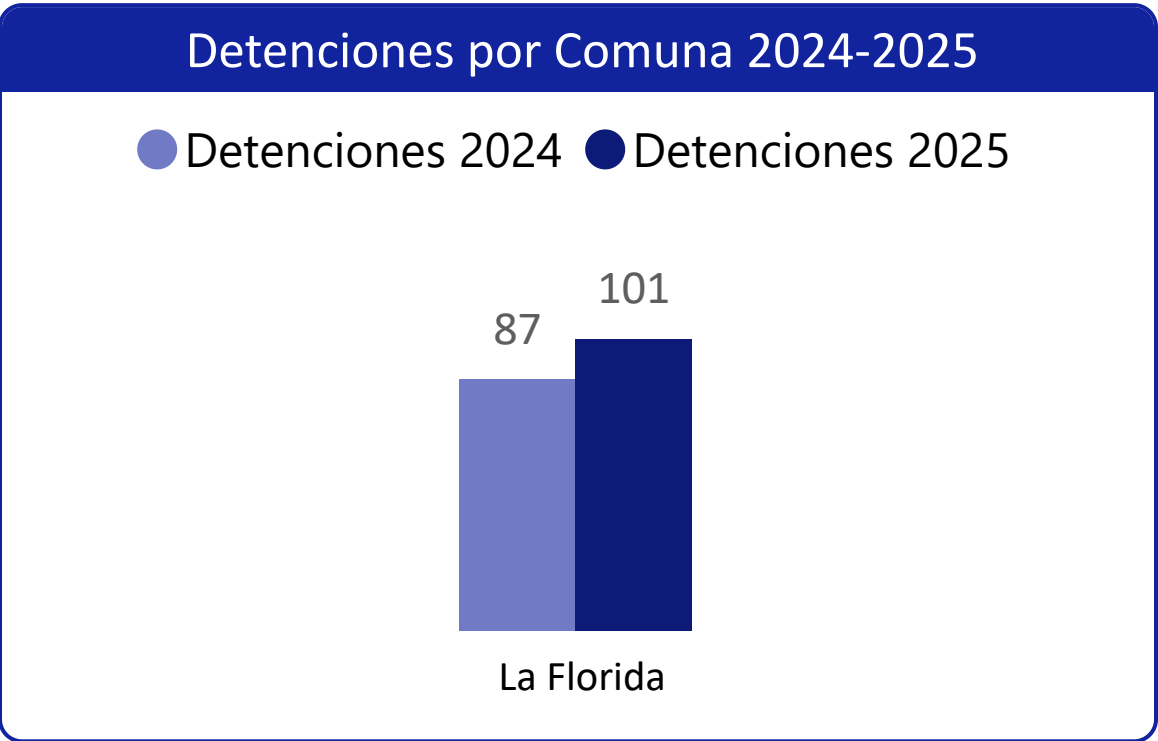 Detenciones por Comuna 2024-2025
Detenciones 2024 Detenciones 2025
101
87
La Florida